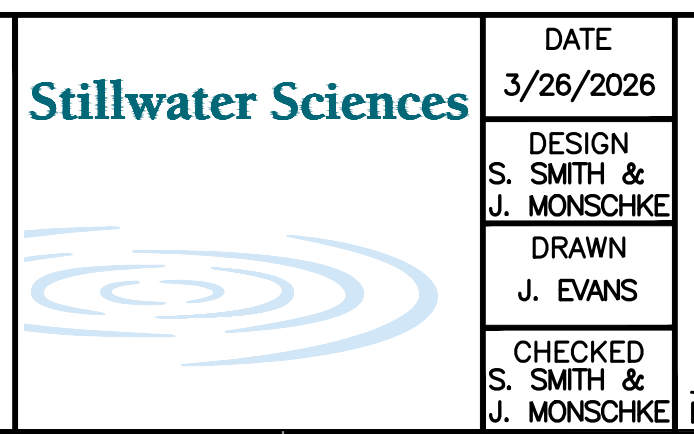 Stillwater Sciences
DATE
3/26/2026
DESIGN
S. SMITH &
J. MONSCHKE
DRAWN
J. EVANS
CHECKED
S. SMITH &
J. MONSCHKE